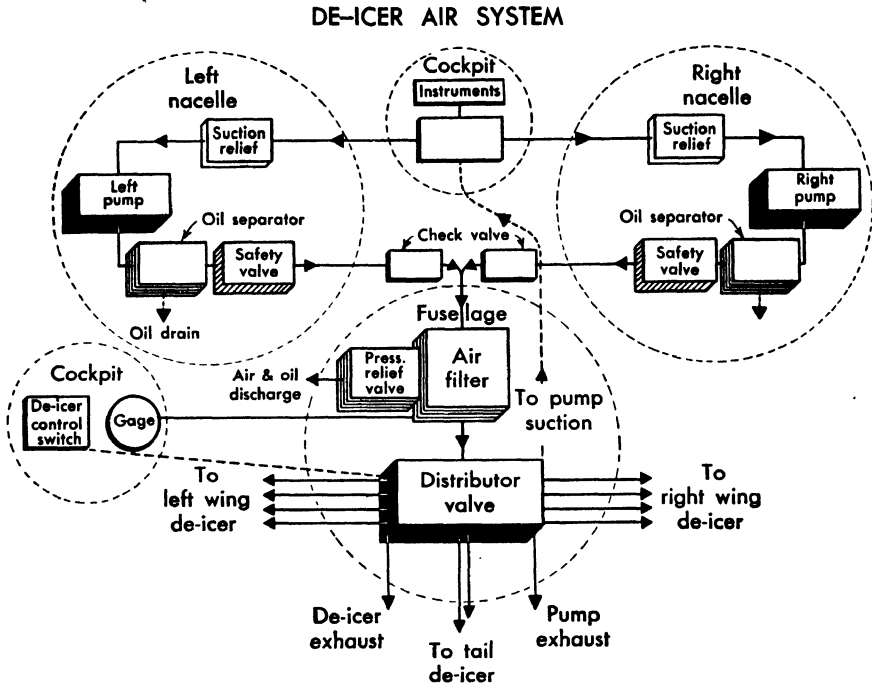 DE–ICER AIR SYSTEM
Left
nacelle
Cockpit
Instruments
Right
nacelle
Suction
relief
Suction
relief
Left
pump
Right
pump
Oil separator
Safety
valve
Check valve
Oil separator
Safety
valve
Oil drain
Fuselage
Press.
relief
valve
Air
filter
Air & oil
discharge
To pump
suction
Cockpit
De-icer
control
switch
Gage
To
left wing
de-icer
Distributor
valve
To
right wing
de-icer
De-icer
exhaust
To tail
de-icer
Pump
exhaust